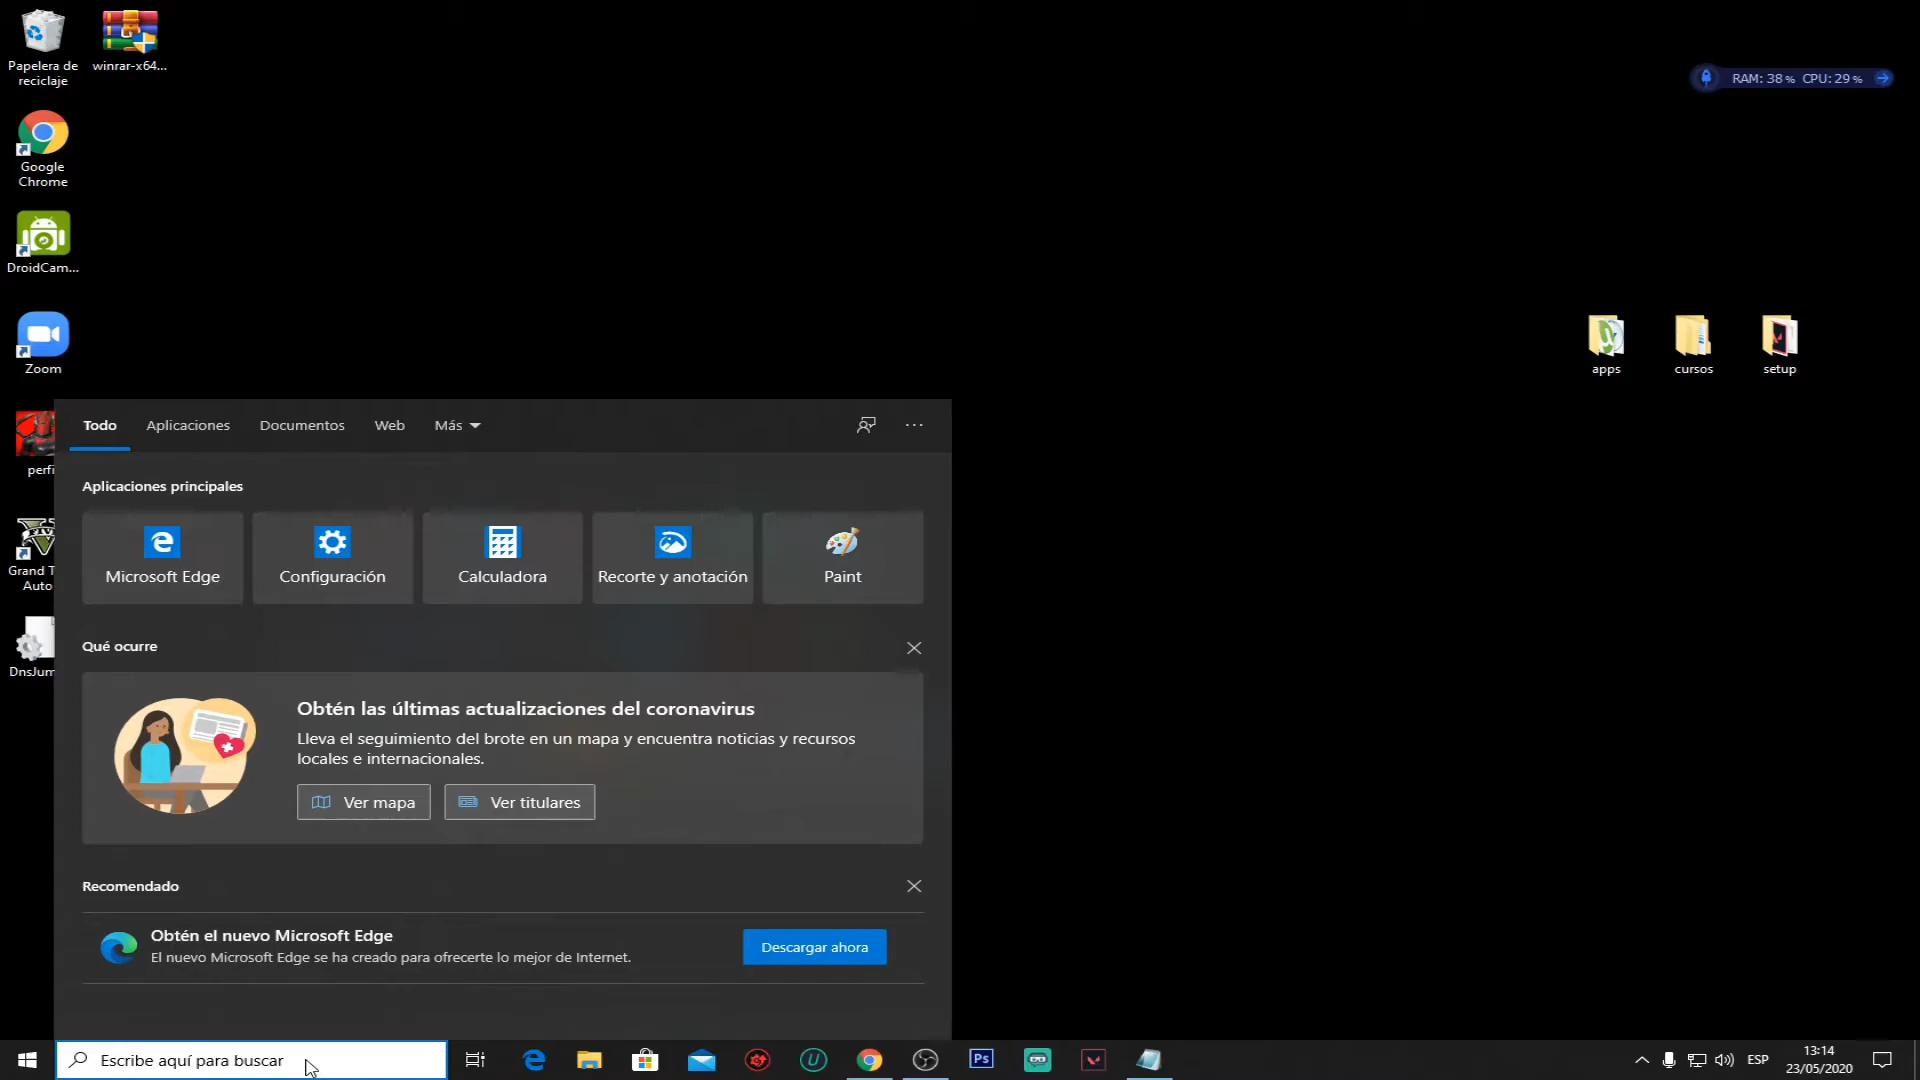 Papelera de
reciclaje
winrar-x64...
RAM: 38 % CPU: 29 %
Google
Chrome
DroidCam...
Zoom
apps
cursos
setup
perfi
Grand T
Auto
DnsJum
Todo
Aplicaciones
Documentos
Web
Más
Aplicaciones principales
Microsoft Edge
Configuración
Calculadora
Recorte y anotación
Paint
Qué ocurre
Obtén las últimas actualizaciones del coronavirus
Lleva el seguimiento del brote en un mapa y encuentra noticias y recursos
locales e internacionales.
Ver mapa
Ver titulares
Recomendado
Obtén el nuevo Microsoft Edge
El nuevo Microsoft Edge se ha creado para ofrecerte lo mejor de Internet.
Descargar ahora
Escribe aquí para buscar
Ps
ESP
13:14
23/05/2020